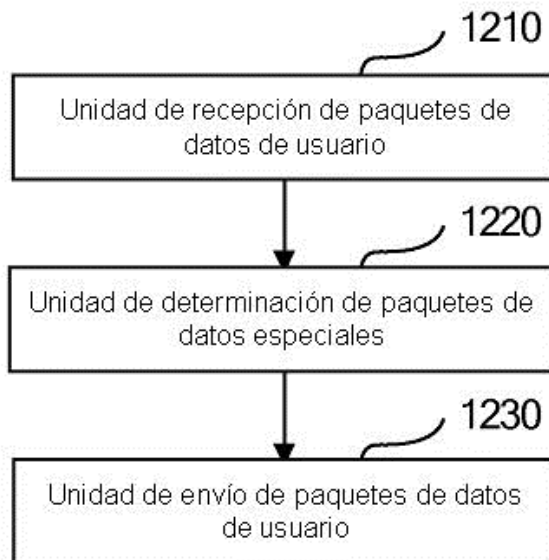 1210
Unidad de recepción de paquetes de
datos de usuario
1220
Unidad de determinación de paquetes de
datos especiales
1230
Unidad de envío de paquetes de datos
de usuario